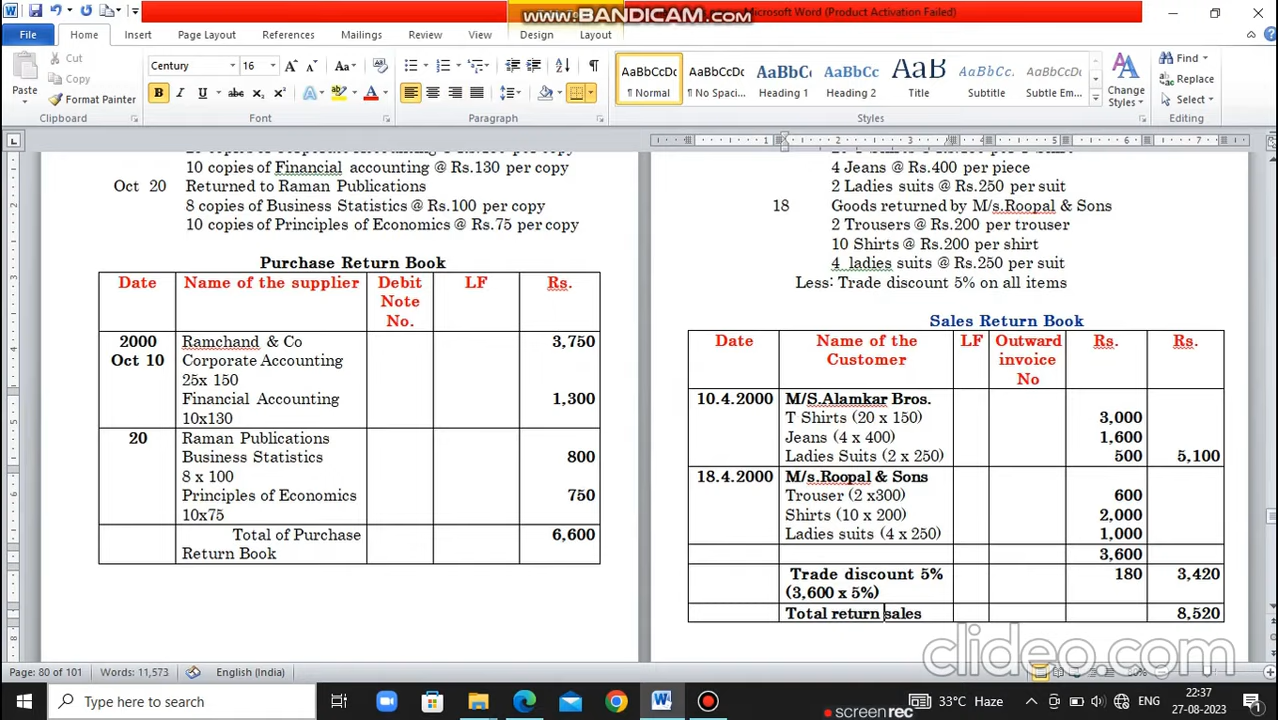 www.BANDICAM.com
Microsoft Word (Product Activation Failed)
File Home Insert Page Layout References Mailings Review View Design Layout
Paste
Cut
Copy
Format Painter
Clipboard
Century 16
Font
Paragraph
AaBbCcDc
¶ Normal
AaBbCcDc
¶ No Spaci...
AaBbCc
Heading 1
AaBbCc
Heading 2
AaB
Title
AaBbCcL
Subtitle
AaBbCcDc
Subtle Em...
Change
Styles
Styles
Find
Replace
Select
Editing
10 copies of Financial accounting @ Rs.130 per copy
Oct 20 Returned to Raman Publications
8 copies of Business Statistics @ Rs.100 per copy
10 copies of Principles of Economics @ Rs.75 per copy
Purchase Return Book
Date Name of the supplier Debit Note No. LF Rs.
2000 Ramchand & Co 3,750
Oct 10 Corporate Accounting
25x 150
Financial Accounting 1,300
10x130
20 Raman Publications
Business Statistics 800
8 x 100
Principles of Economics 750
10x75
Total of Purchase 6,600
Return Book
4 Jeans @ Rs.400 per piece
2 Ladies suits @ Rs.250 per suit
18 Goods returned by M/s.Roopal & Sons
2 Trousers @ Rs.200 per trouser
10 Shirts @ Rs.200 per shirt
4 ladies suits @ Rs.250 per suit
Less: Trade discount 5% on all items
Sales Return Book
Date Name of the Customer LF Outward invoice No Rs. Rs.
10.4.2000 M/S.Alamkar Bros.
T Shirts (20 x 150) 3,000
Jeans (4 x 400) 1,600
Ladies Suits (2 x 250) 500 5,100
18.4.2000 M/s.Roopal & Sons
Trouser (2 x300) 600
Shirts (10 x 200) 2,000
Ladies suits (4 x 250) 1,000
3,600
Trade discount 5% 180 3,420
(3,600 x 5%)
Total return sales 8,520
clideo.com
Page: 80 of 101 Words: 11,573 English (India)
Type here to search
33°C Haze
ENG
22:37
27-08-2023
screen rec